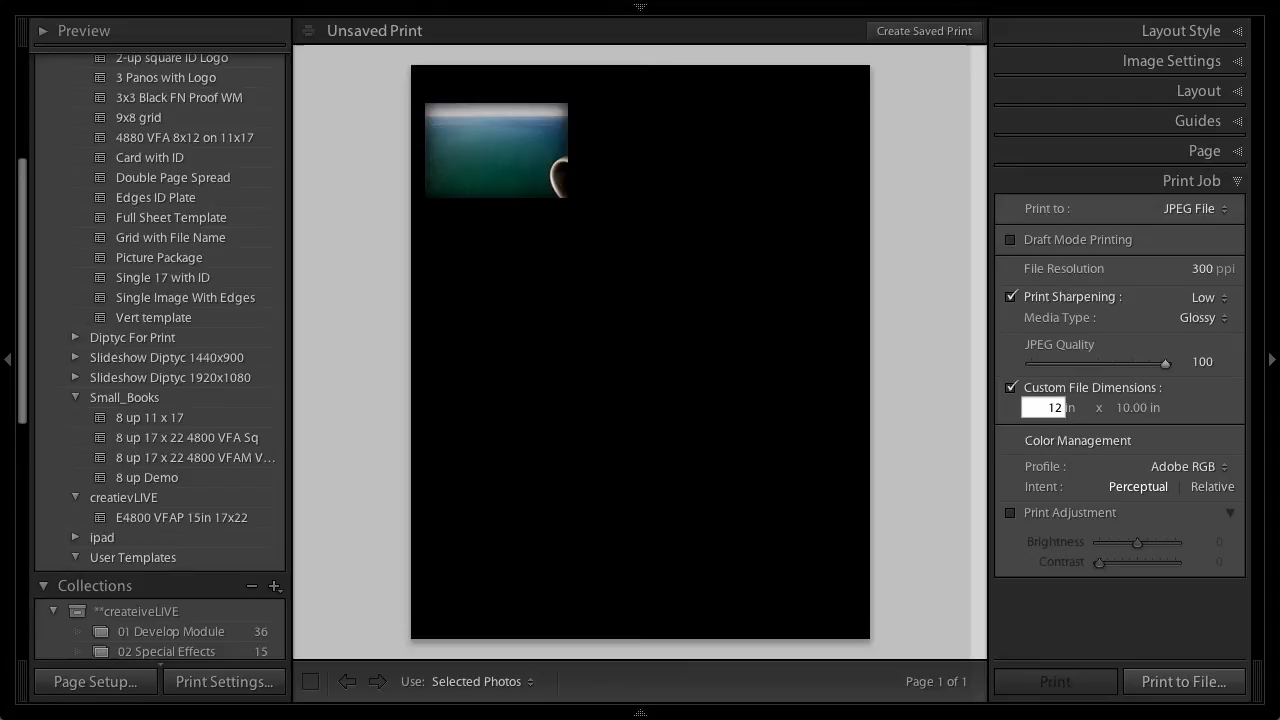 Preview
2-up square ID Logo
3 Panos with Logo
3x3 Black FN Proof WM
9x8 grid
4880 VFA 8x12 on 11x17
Card with ID
Double Page Spread
Edges ID Plate
Full Sheet Template
Grid with File Name
Picture Package
Single 17 with ID
Single Image With Edges
Vert template
Diptyc For Print
Slideshow Diptyc 1440x900
Slideshow Diptyc 1920x1080
Small_Books
8 up 11 x 17
8 up 17 x 22 4800 VFA Sq
8 up 17 x 22 4800 VFAM V...
8 up Demo
creatievLIVE
E4800 VFAP 15in 17x22
ipad
User Templates
Collections
**createiveLIVE
01 Develop Module 36
02 Special Effects 15
Page Setup...
Print Settings...
Unsaved Print
Create Saved Print
Use: Selected Photos
Page 1 of 1
Layout Style
Image Settings
Layout
Guides
Page
Print Job
Print to : JPEG File
Draft Mode Printing
File Resolution 300 ppi
Print Sharpening : Low
Media Type : Glossy
JPEG Quality
100
Custom File Dimensions :
12 in x 10.00 in
Color Management
Profile : Adobe RGB
Intent : Perceptual Relative
Print Adjustment
Brightness 0
Contrast 0
Print
Print to File...